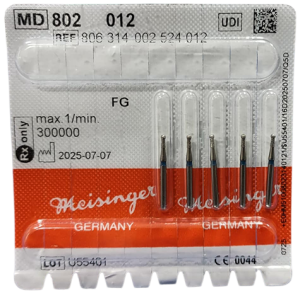 MD 802 012
UDI
REF 806 314 002 524 012
FG
max.1/min.
300000
Rx only
2025-07-07
Meisinger Meisinger
GERMANY GERMANY
LOT U55401
CE 0044